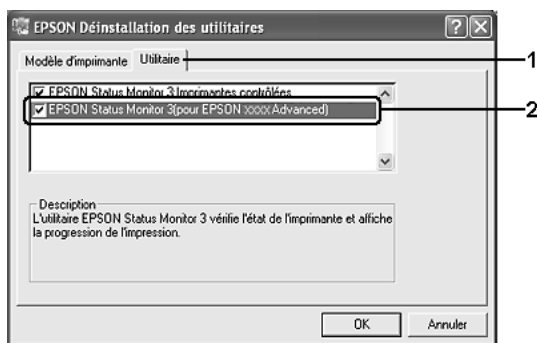 EPSON Déinstallation des utilitaires
Modèle d'imprimante Utilitaire
1
EPSON Status Monitor 3:Imprimantes contrôlées
EPSON Status Monitor 3(pour EPSON xxxx Advanced)
2
Description
L'utilitaire EPSON Status Monitor 3 vérifie l'état de l'imprimante et affiche
la progression de l'impression.
OK Annuler